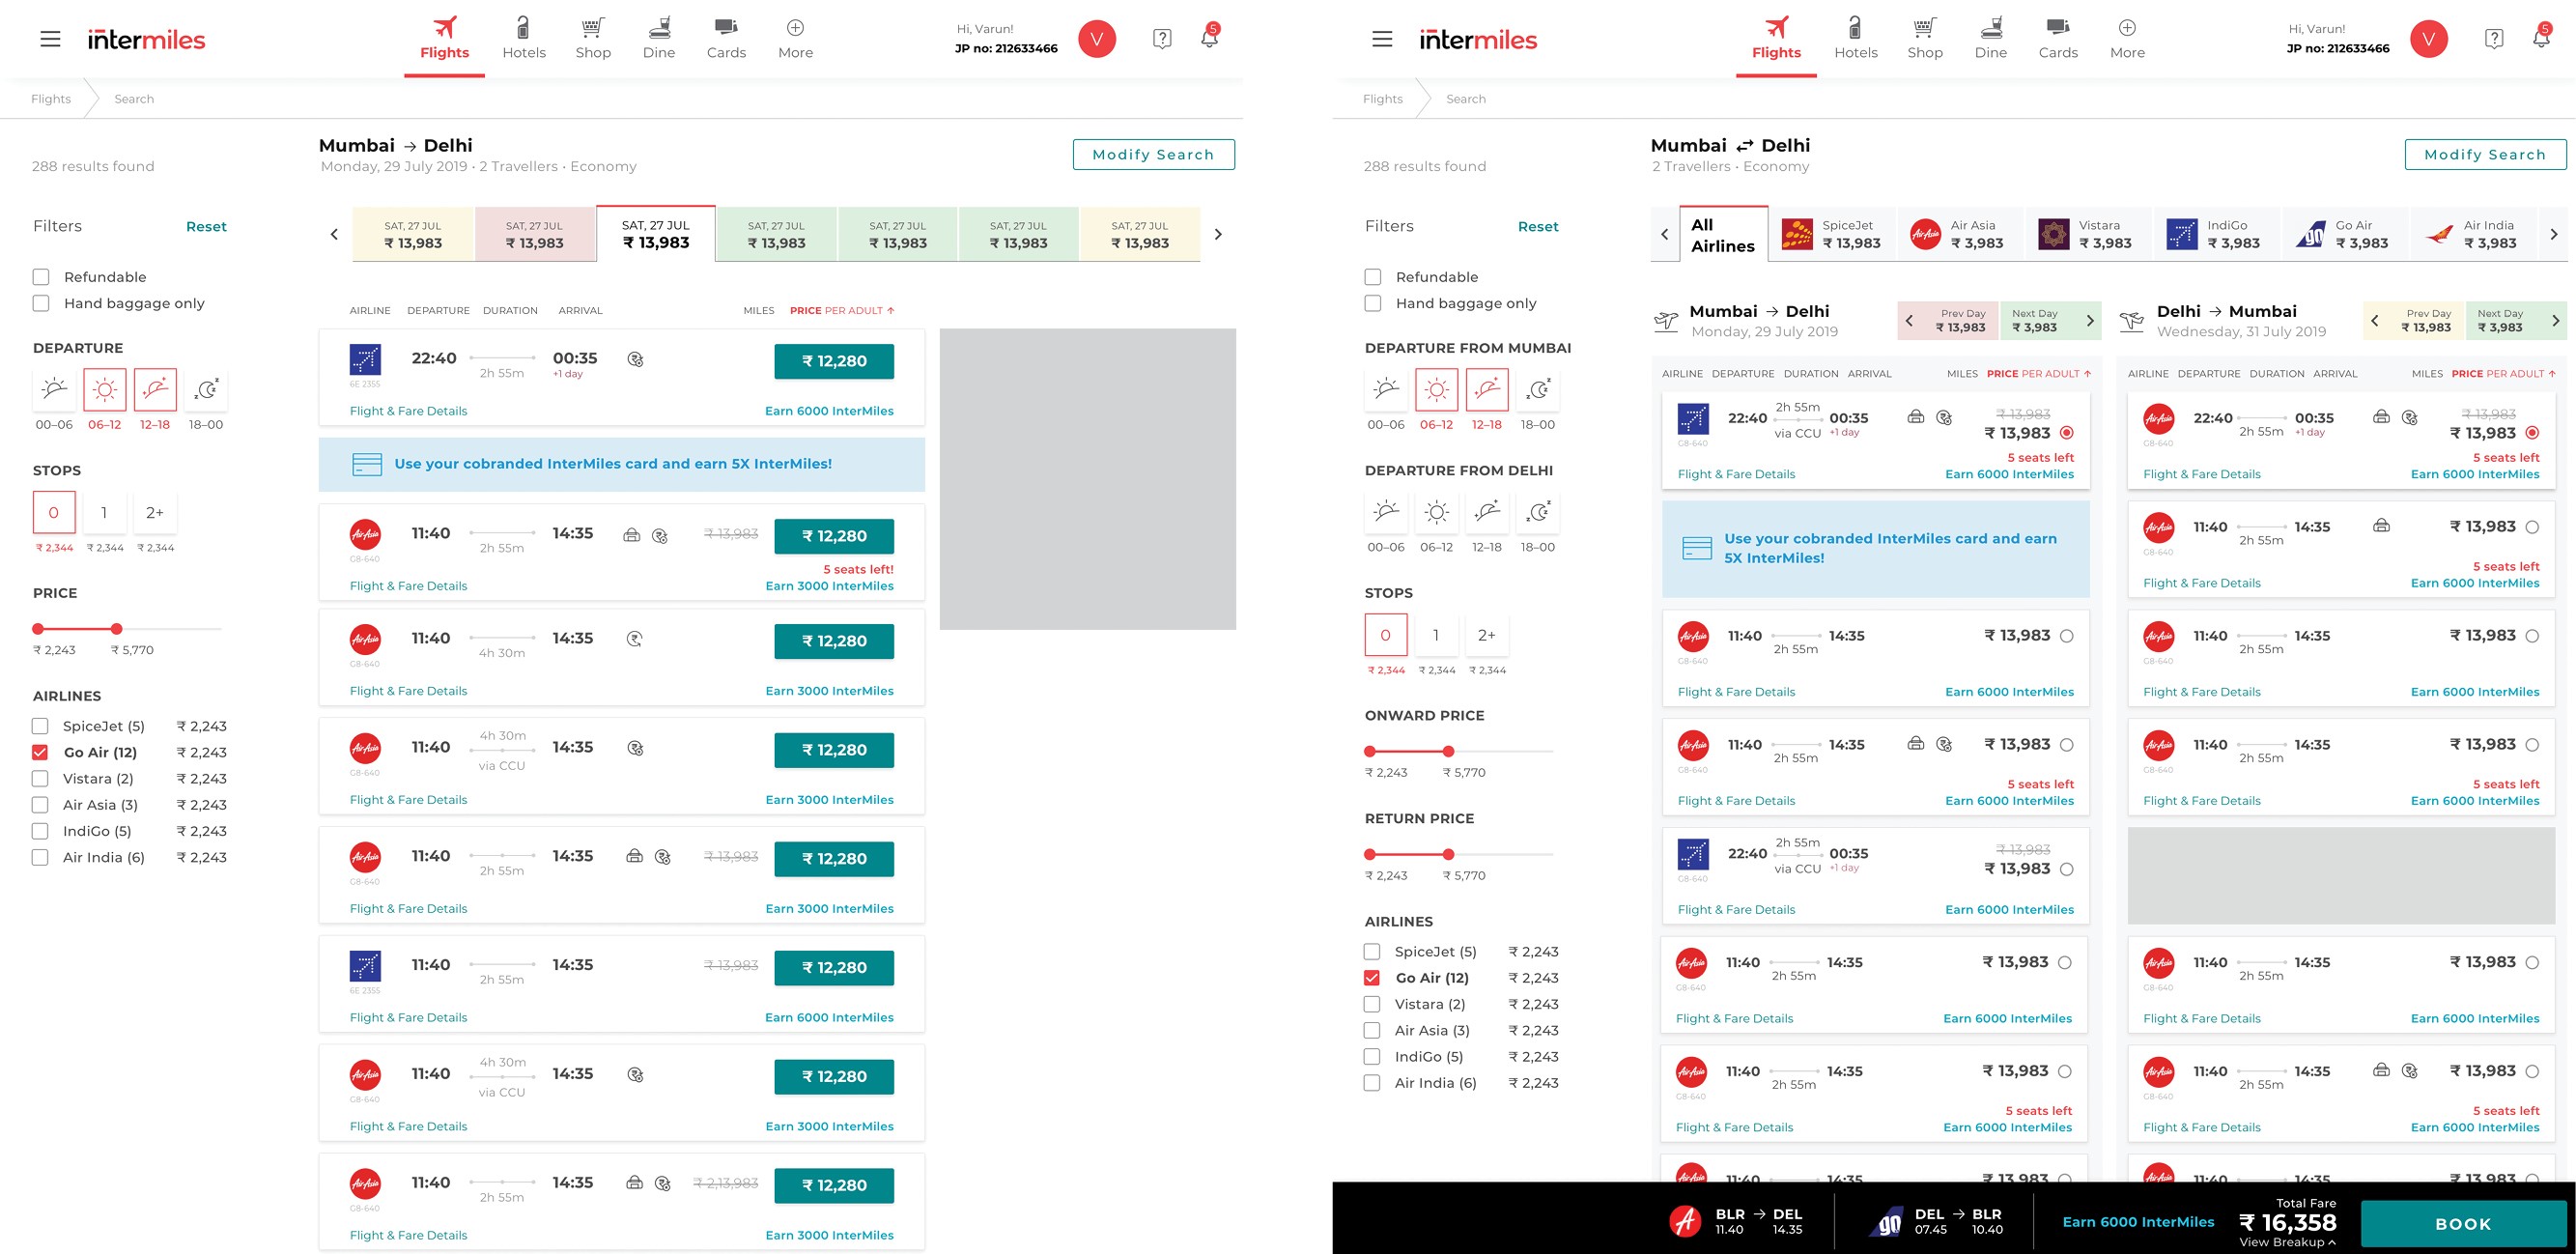 intermiles
Flights
Hotels
Shop
Dine
Cards
More
Hi, Varun!
JP no: 212633466
V
?
5
Flights
Search
288 results found
Mumbai → Delhi
Monday, 29 July 2019 • 2 Travellers • Economy
Modify Search
Filters
Reset
Refundable
Hand baggage only
DEPARTURE
00–06
06–12
12–18
18–00
STOPS
0
1
2+
₹ 2,344
₹ 2,344
₹ 2,344
PRICE
₹ 2,243
₹ 5,770
AIRLINES
SpiceJet (5) ₹ 2,243
Go Air (12) ₹ 2,243
Vistara (2) ₹ 2,243
Air Asia (3) ₹ 2,243
IndiGo (5) ₹ 2,243
Air India (6) ₹ 2,243
SAT, 27 JUL
₹ 13,983
SAT, 27 JUL
₹ 13,983
SAT, 27 JUL
₹ 13,983
SAT, 27 JUL
₹ 13,983
SAT, 27 JUL
₹ 13,983
SAT, 27 JUL
₹ 13,983
SAT, 27 JUL
₹ 13,983
AIRLINE DEPARTURE DURATION ARRIVAL MILES PRICE PER ADULT ↑
22:40 00:35 ₹ 12,280
6E 2355 2h 55m +1 day
Flight & Fare Details Earn 6000 InterMiles
Use your cobranded InterMiles card and earn 5X InterMiles!
AirAsia 11:40 14:35 ₹ 13,983 ₹ 12,280
G8-640 2h 55m
5 seats left!
Flight & Fare Details Earn 3000 InterMiles
AirAsia 11:40 14:35 ₹ 12,280
G8-640 4h 30m
Flight & Fare Details Earn 3000 InterMiles
4h 30m
AirAsia 11:40 14:35 ₹ 12,280
G8-640 via CCU
Flight & Fare Details Earn 3000 InterMiles
AirAsia 11:40 14:35 ₹ 13,983 ₹ 12,280
G8-640 2h 55m
Flight & Fare Details Earn 3000 InterMiles
11:40 14:35 ₹ 13,983 ₹ 12,280
6E 2355 2h 55m
Flight & Fare Details Earn 6000 InterMiles
4h 30m
AirAsia 11:40 14:35 ₹ 12,280
G8-640 via CCU
Flight & Fare Details Earn 3000 InterMiles
AirAsia 11:40 14:35 ₹ 2,13,983 ₹ 12,280
G8-640 2h 55m
Flight & Fare Details Earn 3000 InterMiles
intermiles
Flights
Hotels
Shop
Dine
Cards
More
Hi, Varun!
JP no: 212633466
V
?
5
Flights
Search
288 results found
Mumbai ⇄ Delhi
2 Travellers • Economy
Modify Search
Filters
Reset
Refundable
Hand baggage only
DEPARTURE FROM MUMBAI
00–06
06–12
12–18
18–00
DEPARTURE FROM DELHI
00–06
06–12
12–18
18–00
STOPS
0
1
2+
₹ 2,344
₹ 2,344
₹ 2,344
ONWARD PRICE
₹ 2,243
₹ 5,770
RETURN PRICE
₹ 2,243
₹ 5,770
AIRLINES
SpiceJet (5) ₹ 2,243
Go Air (12) ₹ 2,243
Vistara (2) ₹ 2,243
Air Asia (3) ₹ 2,243
IndiGo (5) ₹ 2,243
Air India (6) ₹ 2,243
All
Airlines
SpiceJet
₹ 13,983
AirAsia
Air Asia
₹ 3,983
Vistara
₹ 3,983
IndiGo
₹ 3,983
go
Go Air
₹ 3,983
Air India
₹ 3,983
Mumbai → Delhi
Monday, 29 July 2019
Prev Day
₹ 13,983
Next Day
₹ 3,983
AIRLINE DEPARTURE DURATION ARRIVAL MILES PRICE PER ADULT ↑
2h 55m ₹ 13,983
22:40 00:35 ₹ 13,983
G8-640 via CCU +1 day
5 seats left
Flight & Fare Details Earn 6000 InterMiles
Use your cobranded InterMiles card and earn
5X InterMiles!
AirAsia 11:40 14:35 ₹ 13,983
G8-640 2h 55m
Flight & Fare Details Earn 6000 InterMiles
AirAsia 11:40 14:35 ₹ 13,983
G8-640 2h 55m
5 seats left
Flight & Fare Details Earn 6000 InterMiles
2h 55m ₹ 13,983
22:40 00:35 ₹ 13,983
G8-640 via CCU +1 day
Flight & Fare Details Earn 6000 InterMiles
AirAsia 11:40 14:35 ₹ 13,983
G8-640 2h 55m
Flight & Fare Details Earn 6000 InterMiles
AirAsia 11:40 14:35 ₹ 13,983
G8-640 2h 55m
5 seats left
Flight & Fare Details Earn 6000 InterMiles
AirAsia 11:40 14:35 ₹ 13,983
Delhi → Mumbai
Wednesday, 31 July 2019
Prev Day
₹ 13,983
Next Day
₹ 3,983
AIRLINE DEPARTURE DURATION ARRIVAL MILES PRICE PER ADULT ↑
₹ 13,983
AirAsia 22:40 00:35 ₹ 13,983
G8-640 2h 55m +1 day
5 seats left
Flight & Fare Details Earn 6000 InterMiles
AirAsia 11:40 14:35 ₹ 13,983
G8-640 2h 55m
5 seats left
Flight & Fare Details Earn 6000 InterMiles
AirAsia 11:40 14:35 ₹ 13,983
G8-640 2h 55m
Flight & Fare Details Earn 6000 InterMiles
AirAsia 11:40 14:35 ₹ 13,983
G8-640 2h 55m
5 seats left
Flight & Fare Details Earn 6000 InterMiles
AirAsia 11:40 14:35 ₹ 13,983
G8-640 2h 55m
Flight & Fare Details Earn 6000 InterMiles
AirAsia 11:40 14:35 ₹ 13,983
G8-640 2h 55m
5 seats left
Flight & Fare Details Earn 6000 InterMiles
AirAsia 11:40 14:35 ₹ 13,983
BLR → DEL
11.40 14.35
go
DEL → BLR
07.45 10.40
Earn 6000 InterMiles
Total Fare
₹ 16,358
View Breakup
BOOK